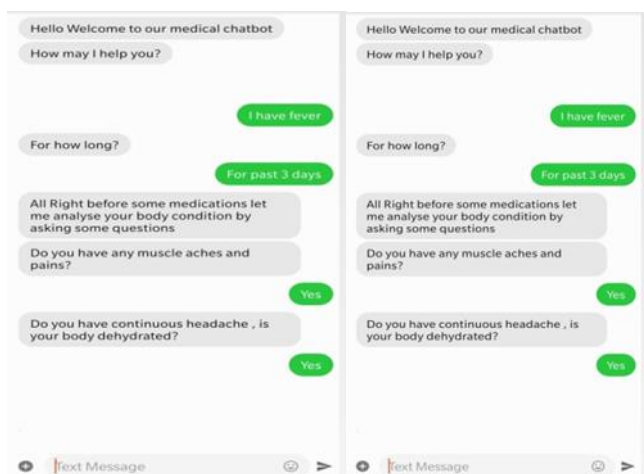 Hello Welcome to our medical chatbot
How may I help you?
I have fever
For how long?
For past 3 days
All Right before some medications let
me analyse your body condition by
asking some questions
Do you have any muscle aches and
pains?
Yes
Do you have continuous headache , is
your body dehydrated?
Yes
Text Message
Hello Welcome to our medical chatbot
How may I help you?
I have fever
For how long?
For past 3 days
All Right before some medications let
me analyse your body condition by
asking some questions
Do you have any muscle aches and
pains?
Yes
Do you have continuous headache , is
your body dehydrated?
Yes
Text Message